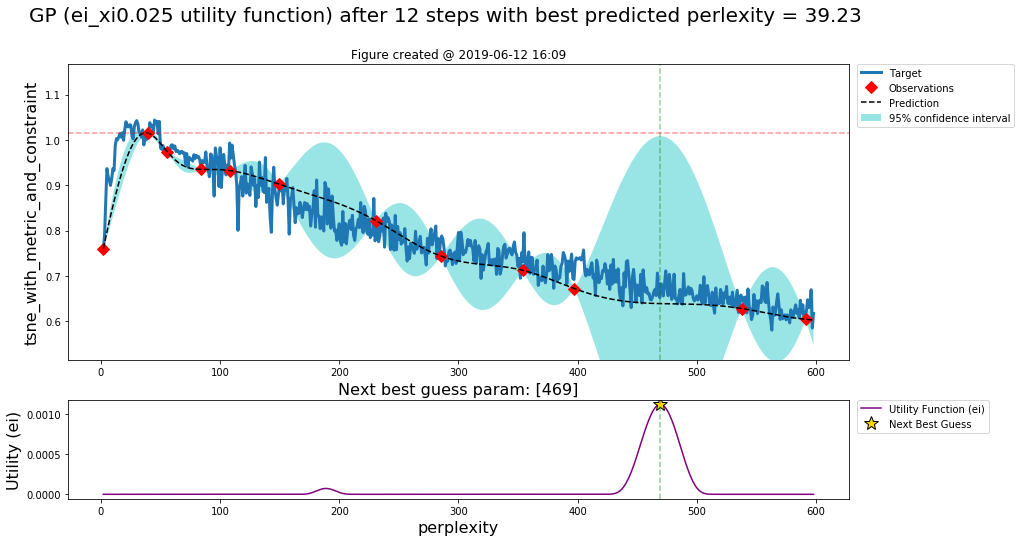 GP (ei_xi0.025 utility function) after 12 steps with best predicted perlexity = 39.23
Figure created @ 2019-06-12 16:09
tsne_with_metric_and_constraint
1.1
1.0
0.9
0.8
0.7
0.6
0 100 200 300 400 500 600
Target
Observations
Prediction
95% confidence interval
Next best guess param: [469]
Utility (ei)
0.0010
0.0005
0.0000
0 100 200 300 400 500 600
perplexity
Utility Function (ei)
Next Best Guess